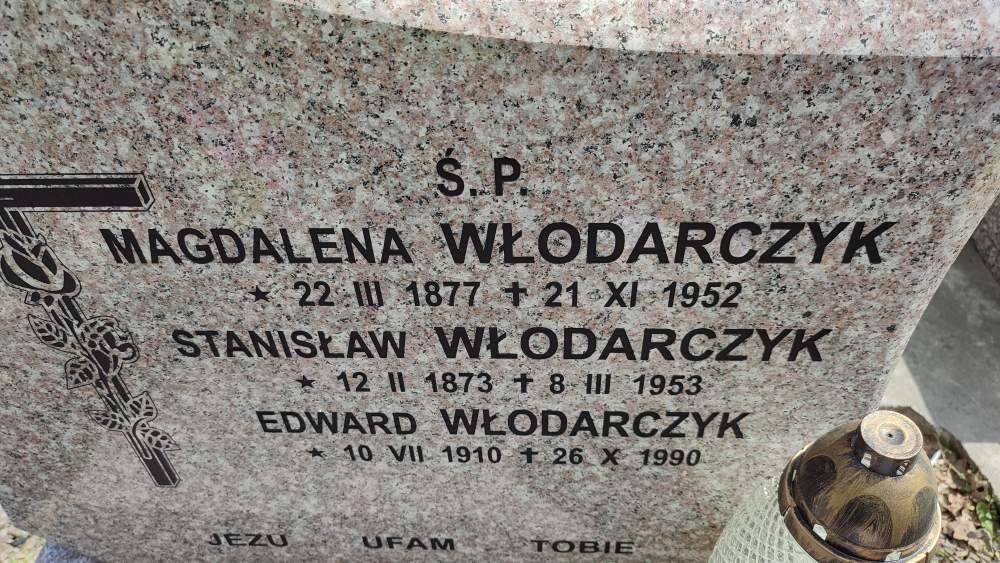 Ś. P.
MAGDALENA WŁODARCZYK
★ 22 III 1877 ✝ 21 XI 1952
STANISŁAW WŁODARCZYK
★ 12 II 1873 ✝ 8 III 1953
EDWARD WŁODARCZYK
★ 10 VII 1910 ✝ 26 X 1990
JEZU UFAM TOBIE